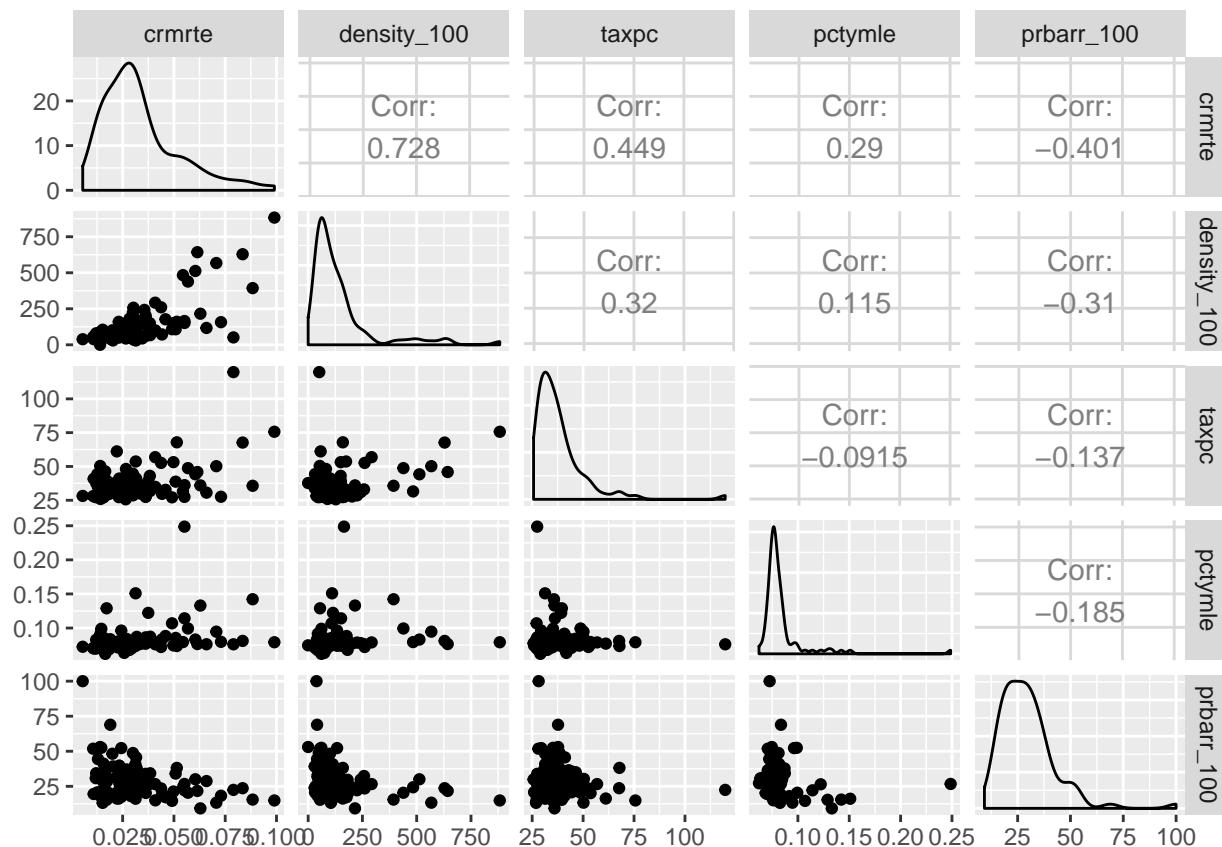 crmrte density_100 taxpc pctymle prbarr_100
20
10
0
Corr:
0.728
Corr:
0.449
Corr:
0.29
Corr:
−0.401
crmrte
750
500
250
0
Corr:
0.32
Corr:
0.115
Corr:
−0.31
density_100
100
75
50
25
Corr:
−0.0915
Corr:
−0.137
taxpc
0.25
0.20
0.15
0.10
Corr:
−0.185
pctymle
100
75
50
25
prbarr_100
0.025 0.050 0.075 0.100 0 250 500 750 25 50 75 100 0.10 0.15 0.20 0.25 25 50 75 100